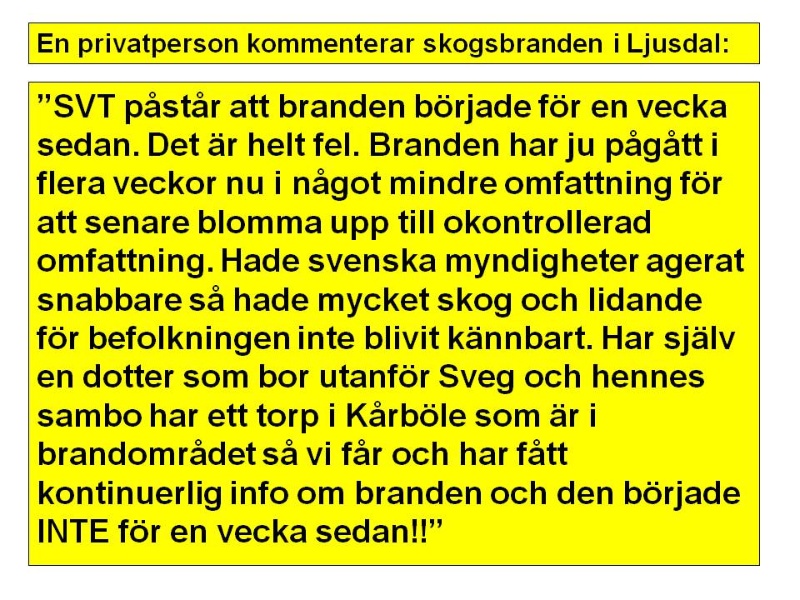 En privatperson kommenterar skogsbranden i Ljusdal:
”SVT påstår att branden började för en vecka
sedan. Det är helt fel. Branden har ju pågått i
flera veckor nu i något mindre omfattning för
att senare blomma upp till okontrollerad
omfattning. Hade svenska myndigheter agerat
snabbare så hade mycket skog och lidande
för befolkningen inte blivit kännbart. Har själv
en dotter som bor utanför Sveg och hennes
sambo har ett torp i Kårböle som är i
brandområdet så vi får och har fått
kontinuerlig info om branden och den började
INTE för en vecka sedan!!”